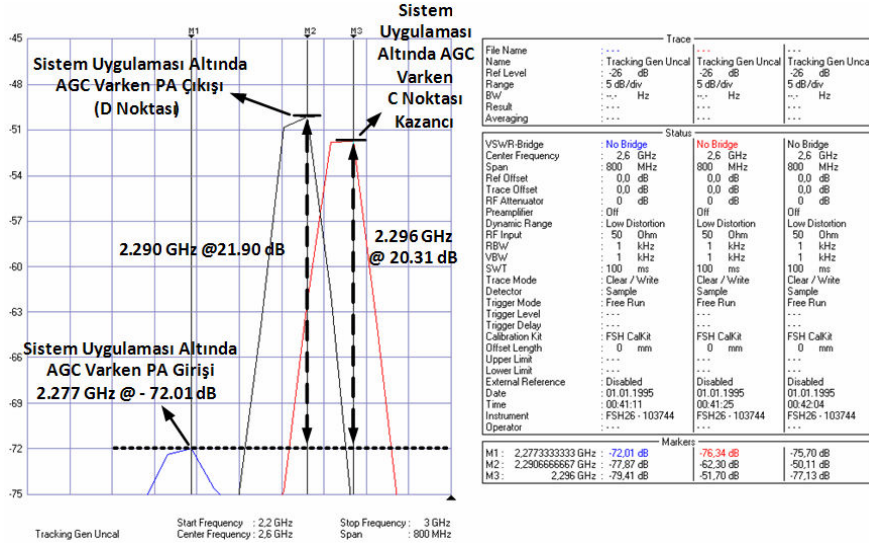 M1 M2 M3
Sistem
Uygulaması
Altında AGC
Varken
C Noktası
Kazancı
Sistem Uygulaması Altında
AGC Varken PA Çıkışı
(D Noktası)
2.290 GHz @21.90 dB
2.296 GHz
@ 20.31 dB
Sistem Uygulaması Altında
AGC Varken PA Girişi
2.277 GHz @ - 72.01 dB
-45
-48
-51
-54
-57
-60
-63
-66
-69
-72
-75
Tracking Gen Uncal
Start Frequency : 2,2 GHz
Center Frequency : 2,6 GHz
Stop Frequency : 3 GHz
Span : 800 MHz
Trace
File Name : - - - - - - - - -
Name : Tracking Gen Uncal Tracking Gen Uncal Tracking Gen Unca
Ref Level : -26 dB -26 dB -26 dB
Range : 5 dB/div 5 dB/div 5 dB/div
BW : --,- Hz --,- Hz --,- Hz
Result : - - - - - - - - -
Averaging : - - - - - - - - -
Status
VSWR-Bridge : No Bridge No Bridge No Bridge
Center Frequency : 2,6 GHz 2,6 GHz 2,6 GHz
Span : 800 MHz 800 MHz 800 MHz
Ref Offset : 0,0 dB 0,0 dB 0,0 dB
Trace Offset : 0,0 dB 0,0 dB 0,0 dB
RF Attenuator : 0 dB 0 dB 0 dB
Preamplifier : Off Off Off
Dynamic Range : Low Distortion Low Distortion Low Distortion
RF Input : 50 Ohm 50 Ohm 50 Ohm
RBW : 1 kHz 1 kHz 1 kHz
VBW : 1 kHz 1 kHz 1 kHz
SWT : 100 ms 100 ms 100 ms
Trace Mode : Clear / Write Clear / Write Clear / Write
Detector : Sample Sample Sample
Trigger Mode : Free Run Free Run Free Run
Trigger Level : - - - - - - - - -
Trigger Delay : - - - - - - - - -
Calibration Kit : FSH CalKit FSH CalKit FSH CalKit
Offset Length : 0 mm 0 mm 0 mm
Upper Limit : - - - - - - - - -
Lower Limit : - - - - - - - - -
External Reference : Disabled Disabled Disabled
Date : 01.01.1995 01.01.1995 01.01.1995
Time : 00:41:11 00:41:25 00:42:04
Instrument : FSH26 - 103744 FSH26 - 103744 FSH26 - 103744
Operator : - - - - - - - - -
Markers
M1 : 2,2773333333 GHz : -72,01 dB -76,34 dB -75,70 dB
M2 : 2,2906666667 GHz : -77,87 dB -62,30 dB -50,11 dB
M3 : 2,296 GHz : -79,41 dB -51,70 dB -77,13 dB